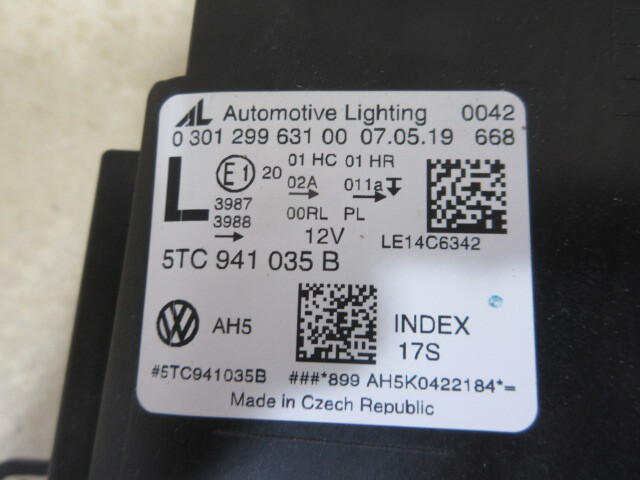 AL Automotive Lighting 0042
0 301 299 631 00 07.05.19 668
L E1 20 01 HC 01 HR
02A 011a
3987
3988 00RL PL
12V LE14C6342
5TC 941 035 B
VW AH5 INDEX
17S
#5TC941035B ###*899 AH5K0422184*=
Made in Czech Republic